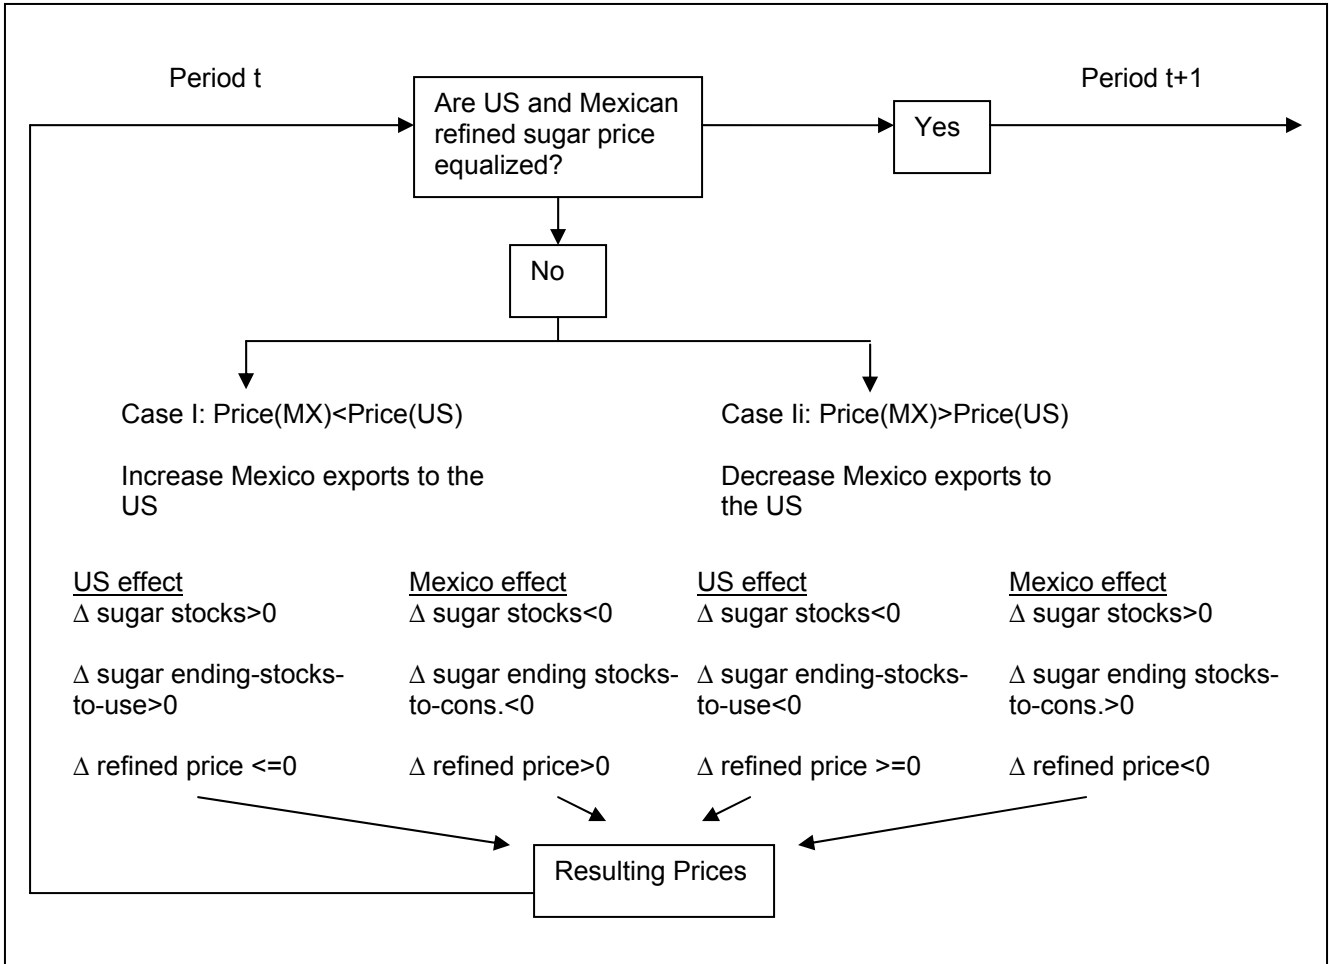 Period t
Are US and Mexican
refined sugar price
equalized?
Yes
Period t+1
No
Case I: Price(MX)<Price(US)
Increase Mexico exports to the
US
Case Ii: Price(MX)>Price(US)
Decrease Mexico exports to
the US
US effect
Δ sugar stocks>0
Δ sugar ending-stocks-
to-use>0
Δ refined price <=0
Mexico effect
Δ sugar stocks<0
Δ sugar ending stocks-
to-cons.<0
Δ refined price>0
US effect
Δ sugar stocks<0
Δ sugar ending-stocks-
to-use<0
Δ refined price >=0
Mexico effect
Δ sugar stocks>0
Δ sugar ending stocks-
to-cons.>0
Δ refined price<0
Resulting Prices